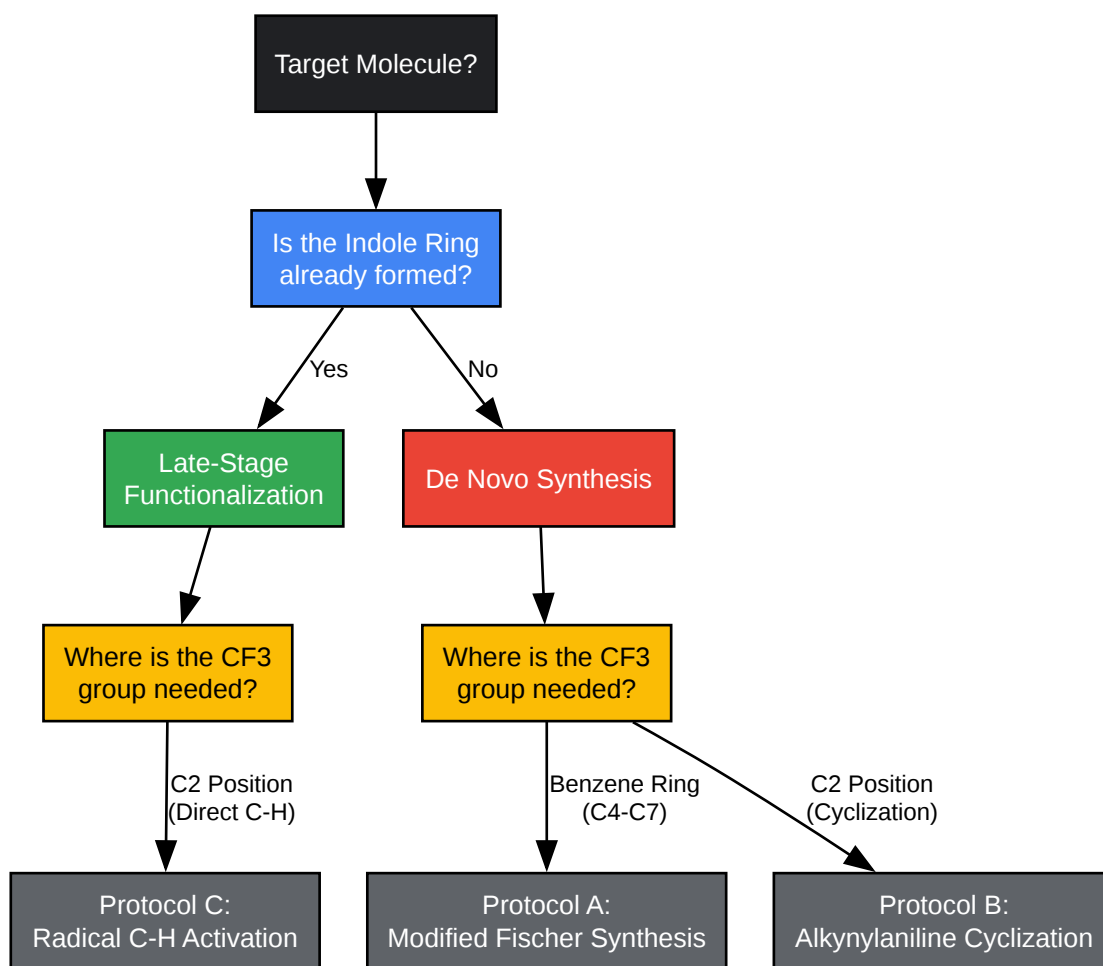 Target Molecule?
Is the Indole Ring
already formed?
Yes
No
Late-Stage
Functionalization
De Novo Synthesis
Where is the CF3
group needed?
Where is the CF3
group needed?
C2 Position
(Direct C-H)
Benzene Ring
(C4-C7)
C2 Position
(Cyclization)
Protocol C:
Radical C-H Activation
Protocol A:
Modified Fischer Synthesis
Protocol B:
Alkynylaniline Cyclization